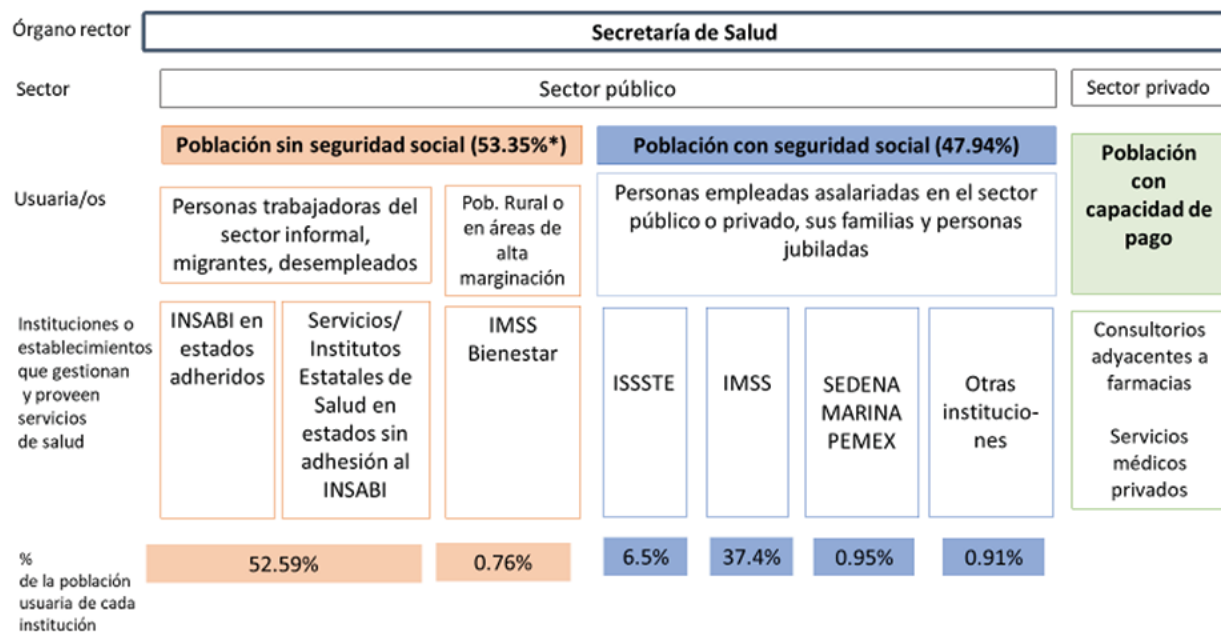 Órgano rector
Secretaría de Salud
Sector
Sector público
Sector privado
Población sin seguridad social (53.35%*)
Población con seguridad social (47.94%)
Población
con
capacidad de
pago
Usuaria/os
Personas trabajadoras del
sector informal,
migrantes, desempleados
Pob. Rural o
en áreas de
alta
marginación
Personas empleadas asalariadas en el sector
público o privado, sus familias y personas
jubiladas
Instituciones o
establecimientos
que gestionan
y proveen
servicios
de salud
INSABI en
estados
adheridos
Servicios/
Institutos
Estatales de
Salud en
estados sin
adhesión al
INSABI
IMSS
Bienestar
ISSSTE
IMSS
SEDENA
MARINA
PEMEX
Otras
institucio-
nes
Consultorios
adyacentes a
farmacias
Servicios
médicos
privados
%
de la población
usuaria de cada
institución
52.59%
0.76%
6.5%
37.4%
0.95%
0.91%